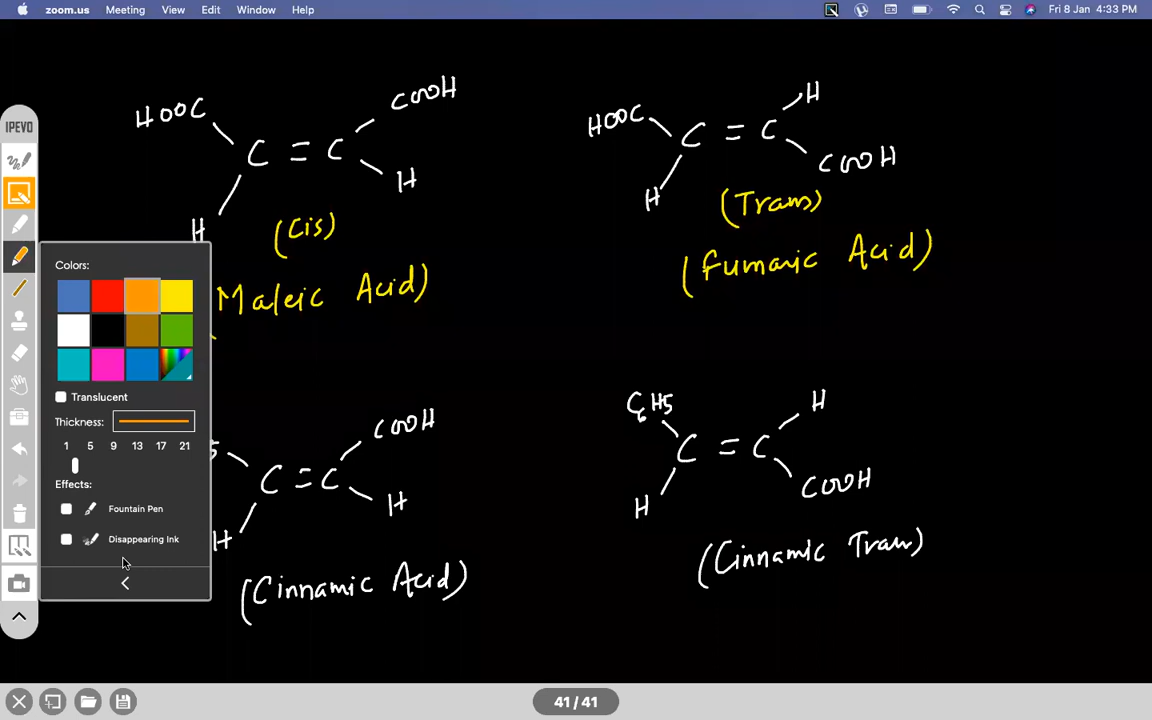 zoom.us Meeting View Edit Window Help Fri 8 Jan 4:33 PM
IPEVO
HOOC COOH
C = C
H H
(Cis)
Maleic Acid)
HOOC H
C = C
H COOH
(Trans)
(Fumaric Acid)
Colors:
Translucent
Thickness:
1 5 9 13 17 21
Effects:
Fountain Pen
Disappearing Ink
5 COOH
C = C
H H
(Cinnamic Acid)
C6H5 H
C = C
H COOH
(Cinnamic Trans)
41 / 41